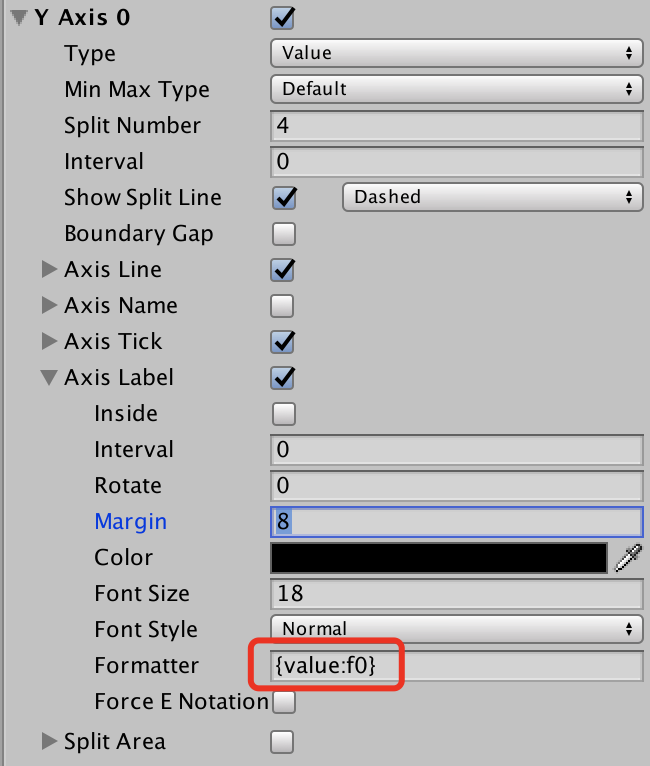 Y Axis 0
Type Value
Min Max Type Default
Split Number 4
Interval 0
Show Split Line Dashed
Boundary Gap
Axis Line
Axis Name
Axis Tick
Axis Label
Inside
Interval 0
Rotate 0
Margin 8
Color
Font Size 18
Font Style Normal
Formatter {value:f0}
Force E Notation
Split Area